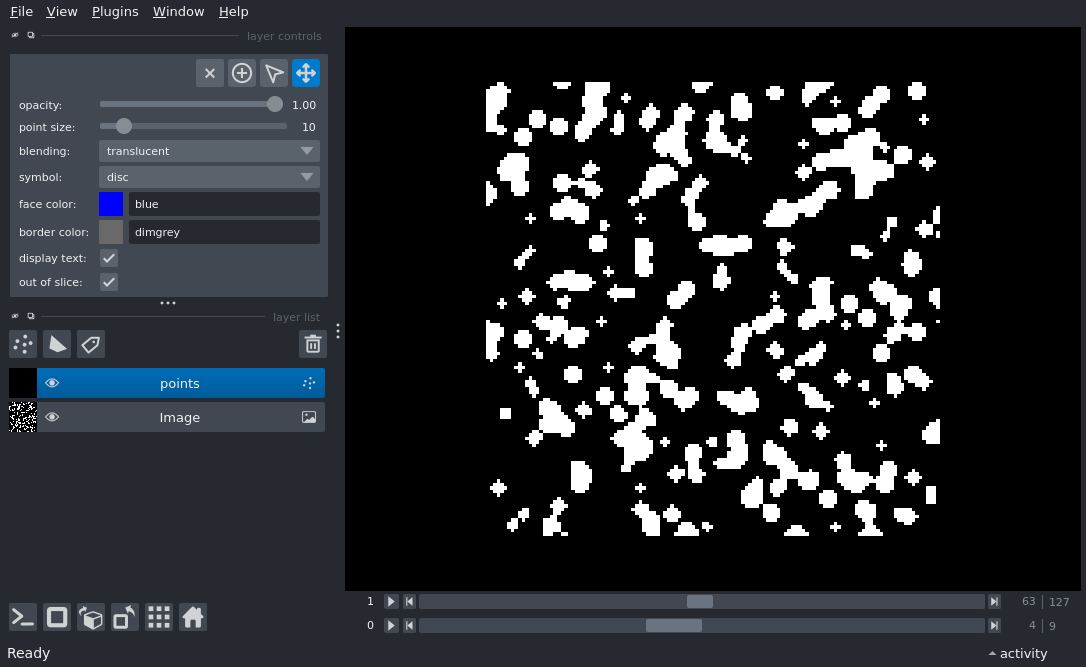 File View Plugins Window Help
layer controls
opacity: 1.00
point size: 10
blending: translucent
symbol: disc
face color: blue
border color: dimgrey
display text:
out of slice:
layer list
points
Image
1 63 127
0 4 9
Ready activity